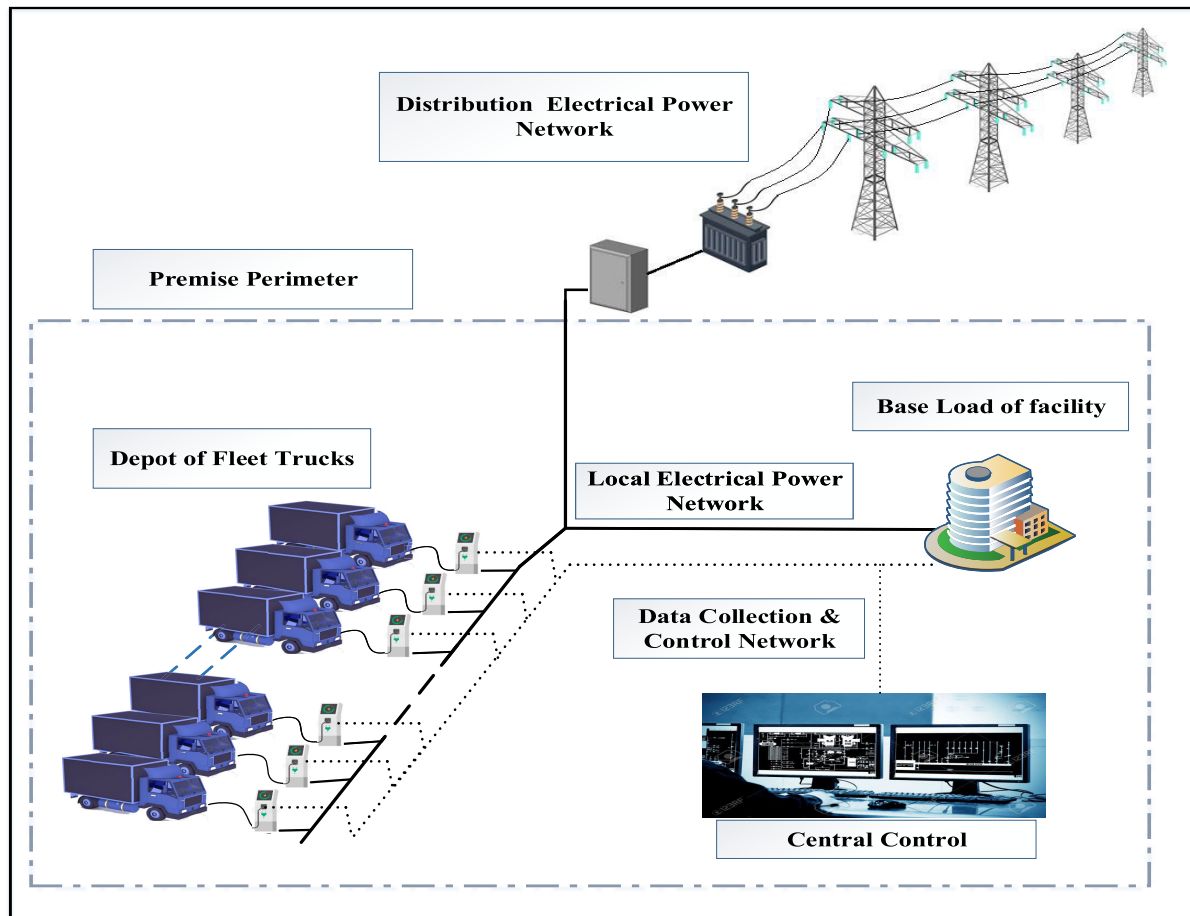 Distribution Electrical Power
Network
Premise Perimeter
Base Load of facility
Depot of Fleet Trucks
Local Electrical Power
Network
Data Collection &
Control Network
Central Control